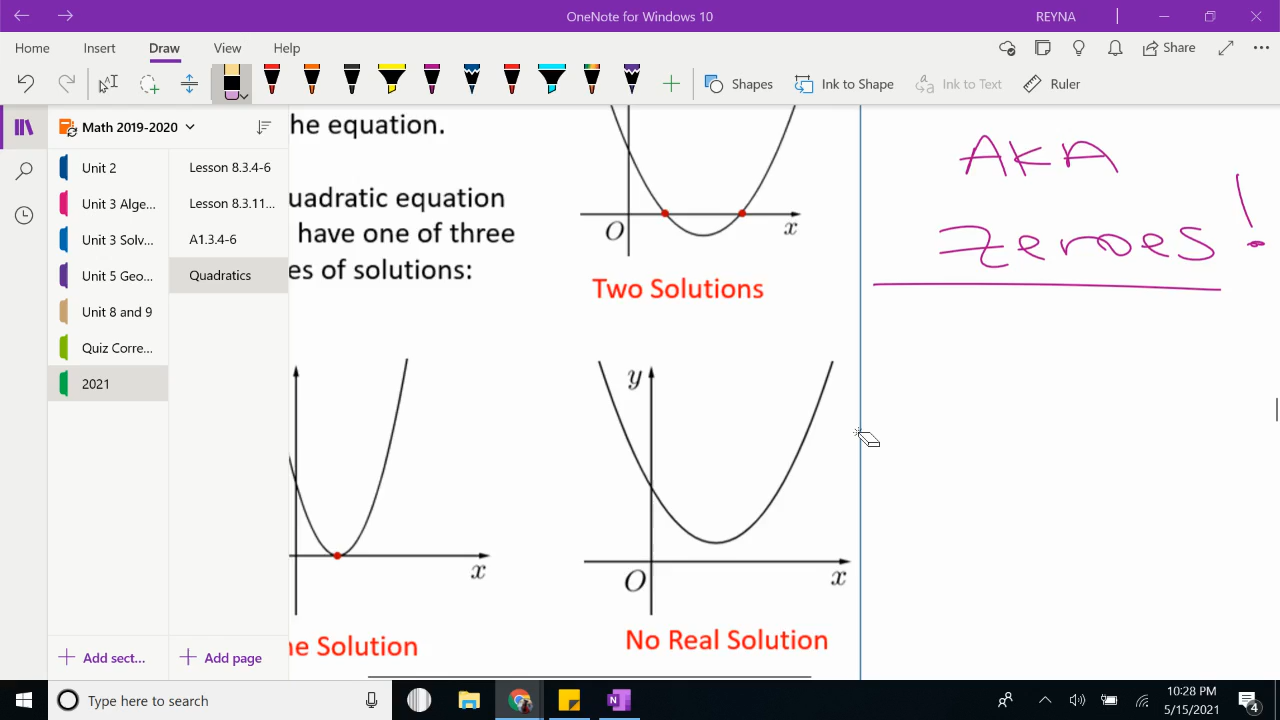 OneNote for Windows 10
REYNA
Home Insert Draw View Help
Share
Shapes Ink to Shape Ink to Text Ruler
Math 2019-2020
Unit 2
Unit 3 Alge...
Unit 3 Solv...
Unit 5 Geo...
Unit 8 and 9
Quiz Corre...
2021
Add sect...
Lesson 8.3.4-6
Lesson 8.3.11...
A1.3.4-6
Quadratics
Add page
he equation.
uadratic equation
have one of three
es of solutions:
O x
Two Solutions
x
ne Solution
y
O x
No Real Solution
AKA
zeroes!
Type here to search
10:28 PM
5/15/2021
4